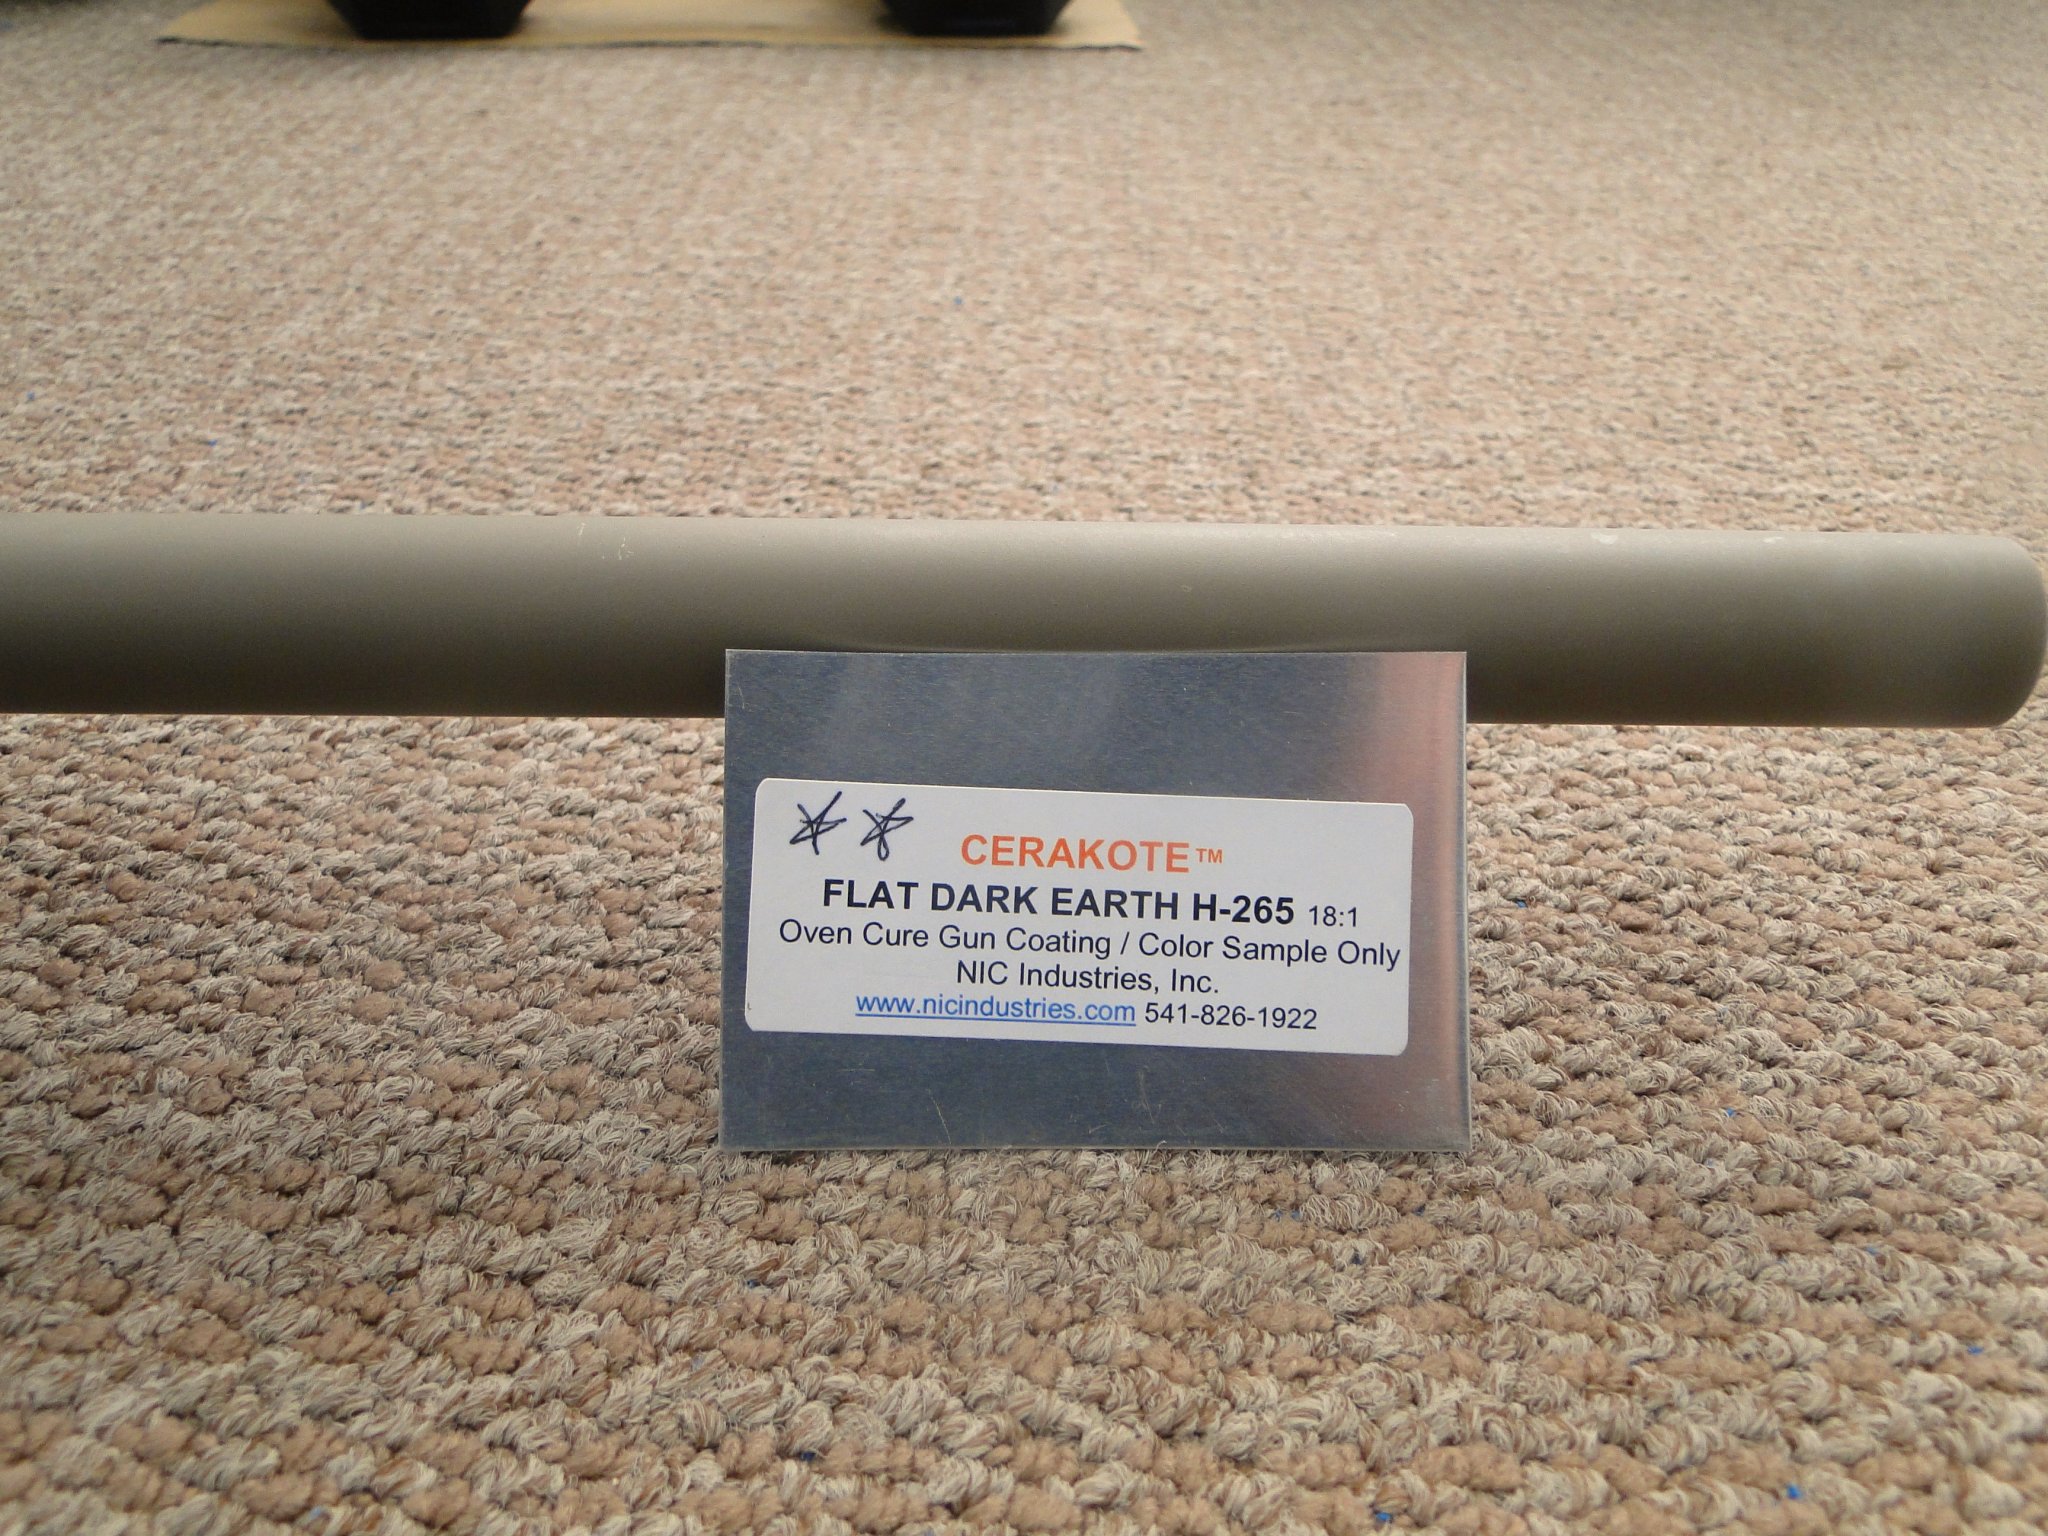 CERAKOTE™
FLAT DARK EARTH H-265 18:1
Oven Cure Gun Coating / Color Sample Only
NIC Industries, Inc.
www.nicindustries.com 541-826-1922